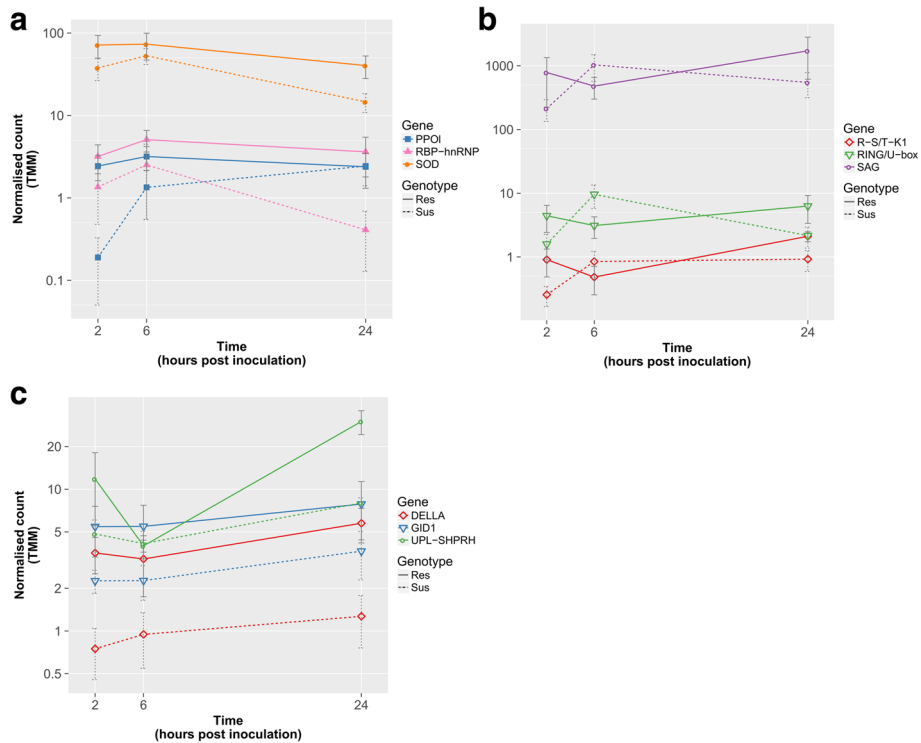 a
100
10
1
0.1
Normalised count
(TMM)
2
6
24
Time
(hours post inoculation)
Gene
PPOI
RBP-hnRNP
SOD
Genotype
Res
Sus
b
1000
100
10
1
Normalised count
(TMM)
2
6
24
Time
(hours post inoculation)
Gene
R-S/T-K1
RING/U-box
SAG
Genotype
Res
Sus
c
20
10
5
2
1
0.5
Normalised count
(TMM)
2
6
24
Time
(hours post inoculation)
Gene
DELLA
GID1
UPL-SHPRH
Genotype
Res
Sus